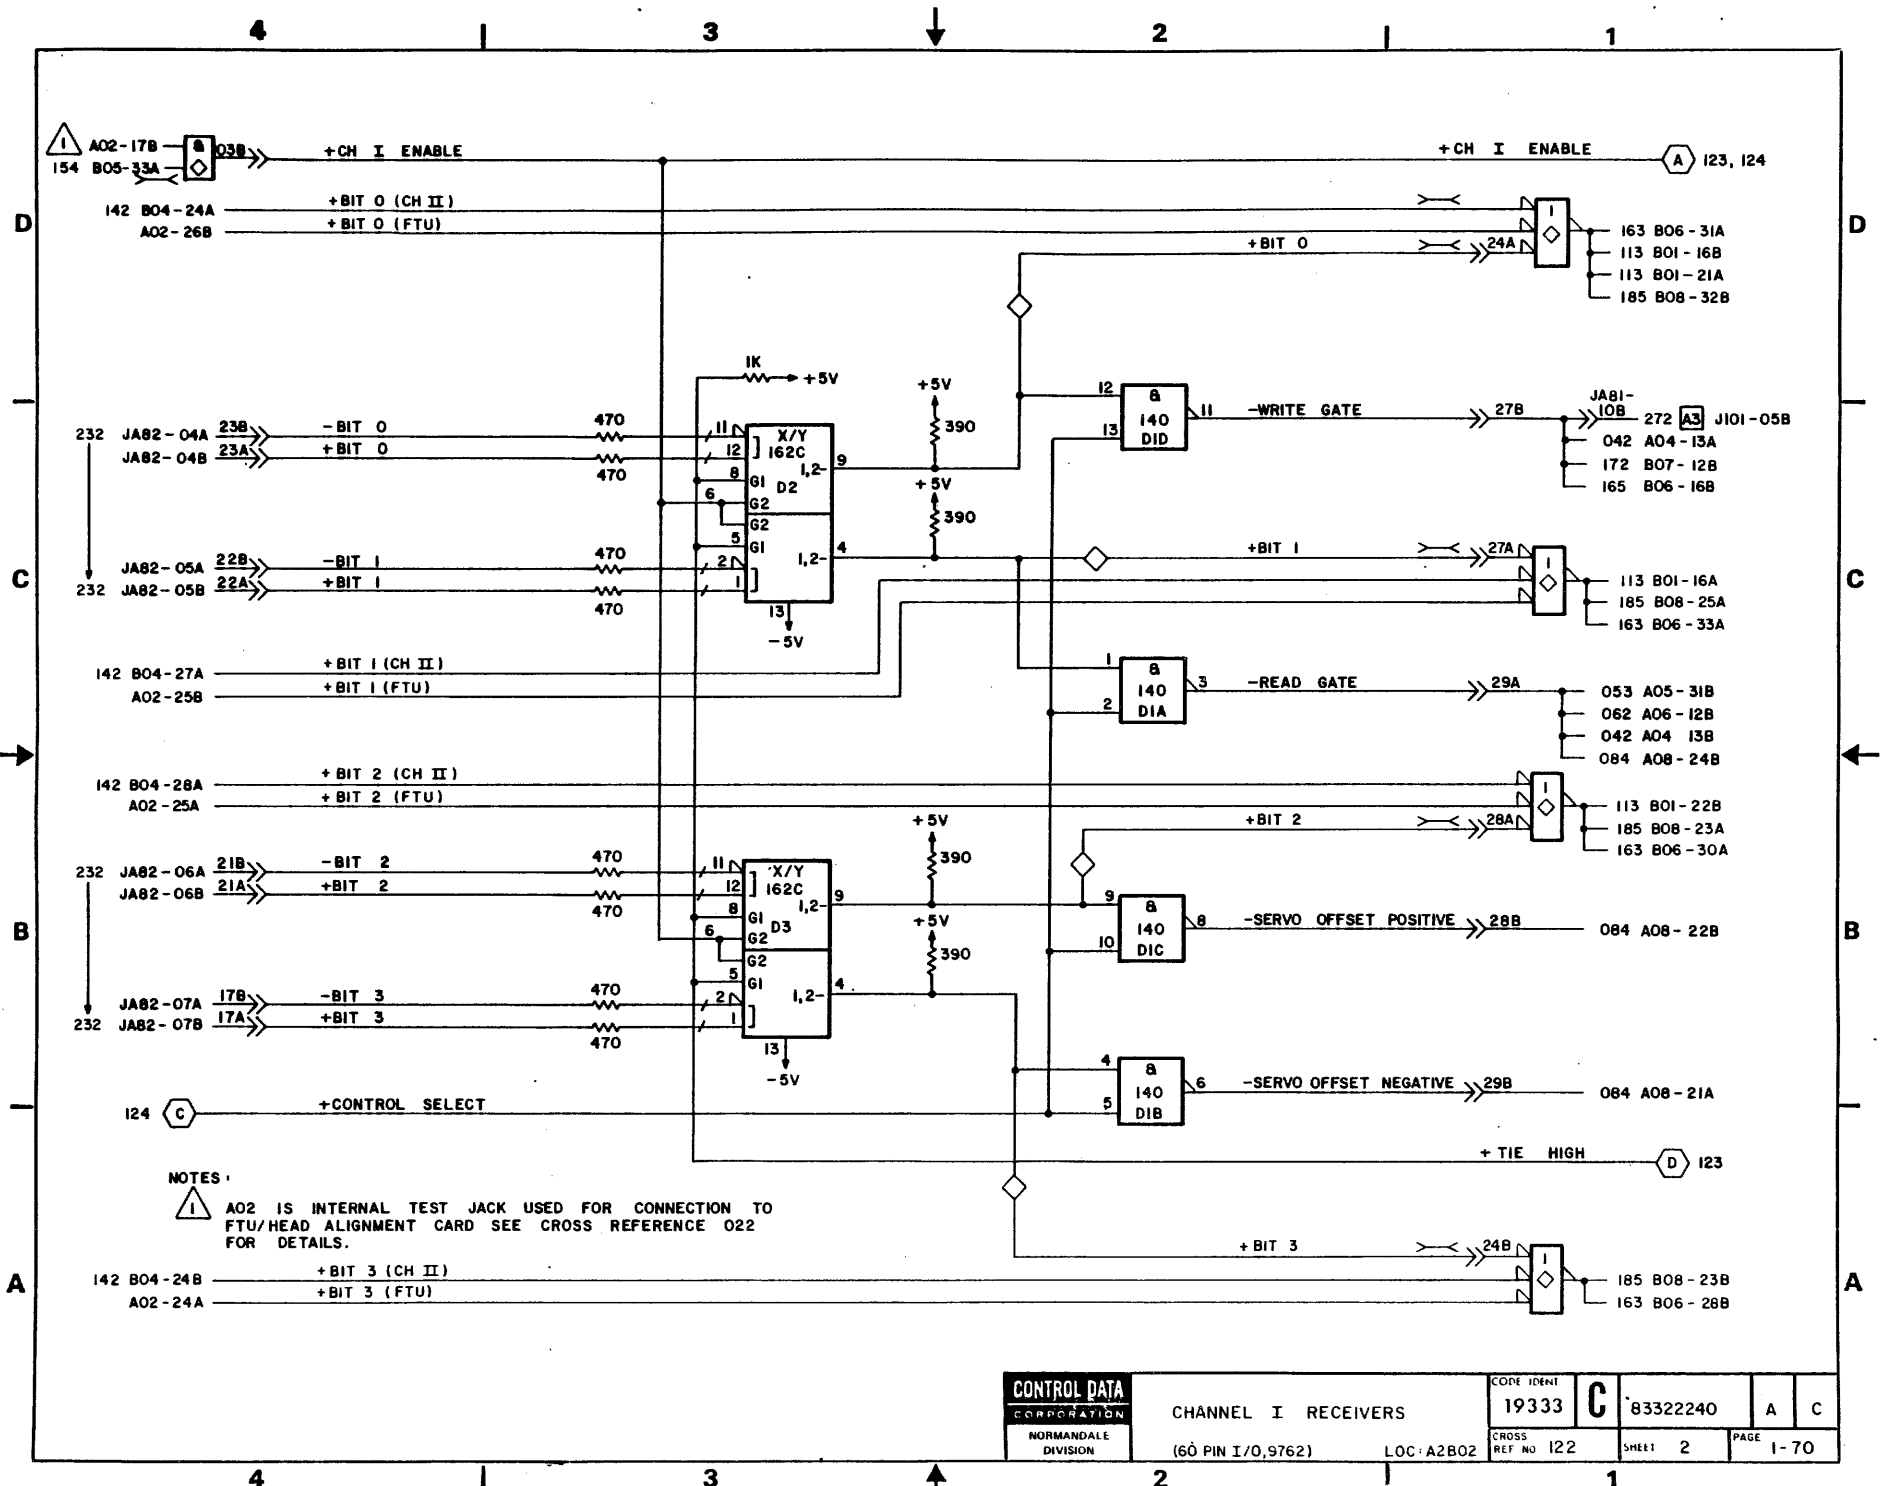 4 3 2 1
1 A02-17B & 03B +CH I ENABLE +CH I ENABLE A 123, 124
154 B05-33A
142 B04-24A +BIT 0 (CH II) 1
D A02-26B +BIT 0 (FTU) 163 B06-31A D
+BIT 0 24A 113 B01-16B
113 B01-21A
185 B08-32B
1K +5V
+5V 390
12 & 11 -WRITE GATE 27B JA81-10B 272 A3 J101-05B
13 140 D1D
042 A04-13A
172 B07-12B
165 B06-16B
232 JA82-04A 23B -BIT 0 470 11 X/Y
JA82-04B 23A +BIT 0 470 12 162C 1,2 9
8 G1 D2
6 G2
G2
5 G1 1,2 4
+5V 390
+BIT 1 27A 1
C JA82-05A 22B -BIT 1 470 2 C
232 JA82-05B 22A +BIT 1 470 1
13 -5V
113 B01-16A
185 B08-25A
163 B06-33A
142 B04-27A +BIT 1 (CH II)
A02-25B +BIT 1 (FTU)
1 & 3 -READ GATE 29A 053 A05-31B
2 140 D1A
062 A06-12B
042 A04 13B
084 A08-24B
142 B04-28A +BIT 2 (CH II) 1
A02-25A +BIT 2 (FTU) 113 B01-22B
+BIT 2 28A 185 B08-23A
163 B06-30A
+5V 390
232 JA82-06A 21B -BIT 2 470 11 X/Y
JA82-06B 21A +BIT 2 470 12 162C 1,2 9
8 G1 D3
6 G2
G2
5 G1 1,2 4
+5V 390
B 9 & 8 -SERVO OFFSET POSITIVE 28B 084 A08-22B B
10 140 D1C
JA82-07A 17B -BIT 3 470 2
232 JA82-07B 17A +BIT 3 470 1
13 -5V
4 & 6 -SERVO OFFSET NEGATIVE 29B 084 A08-21A
5 140 D1B
124 C +CONTROL SELECT
+ TIE HIGH D 123
NOTES:
1 A02 IS INTERNAL TEST JACK USED FOR CONNECTION TO
FTU/HEAD ALIGNMENT CARD SEE CROSS REFERENCE 022
FOR DETAILS.
+BIT 3 24B 1
A 142 B04-24B +BIT 3 (CH II) 185 B08-23B A
A02-24A +BIT 3 (FTU) 163 B06-28B
CONTROL DATA
CORPORATION
NORMANDALE
DIVISION
CHANNEL I RECEIVERS
(60 PIN I/O,9762) LOC: A2B02
CODE IDENT
19333 C 83322240 A C
CROSS
REF NO 122 SHEET 2 PAGE 1-70
4 3 2 1